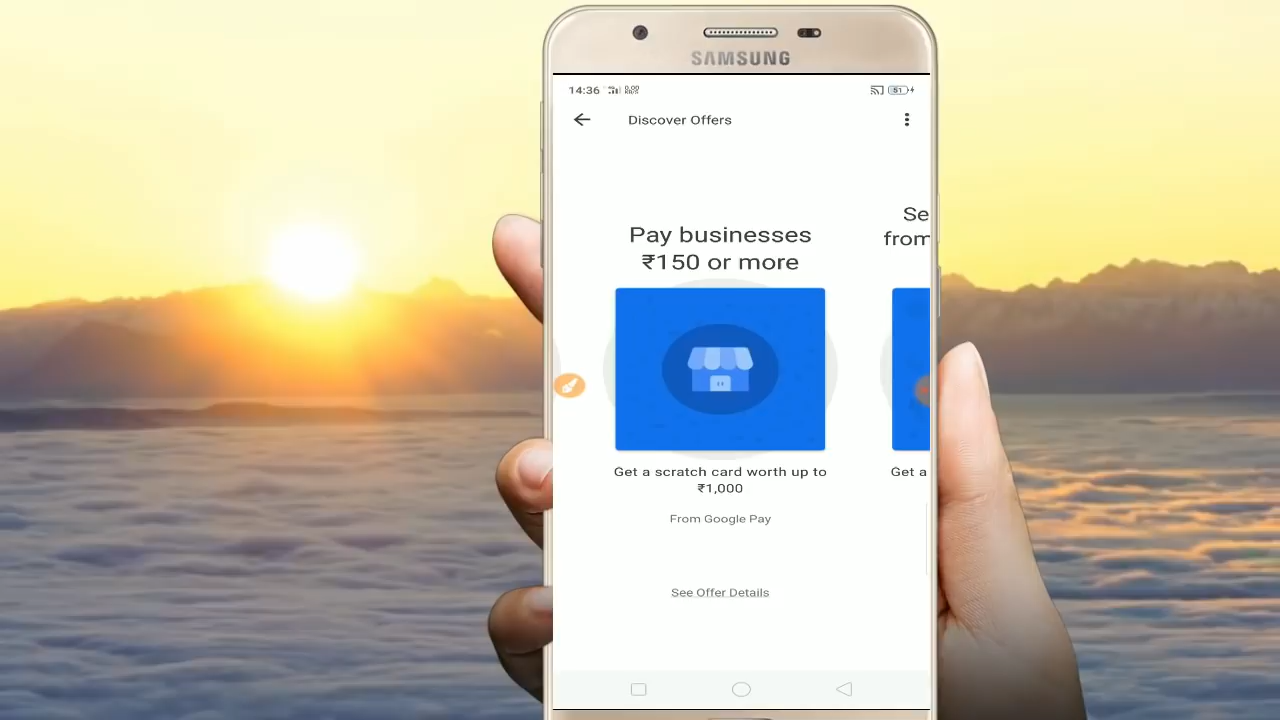 SAMSUNG
14:36
51
Discover Offers
Pay businesses
₹150 or more
Se
from
Get a scratch card worth up to
₹1,000
Get a
From Google Pay
See Offer Details